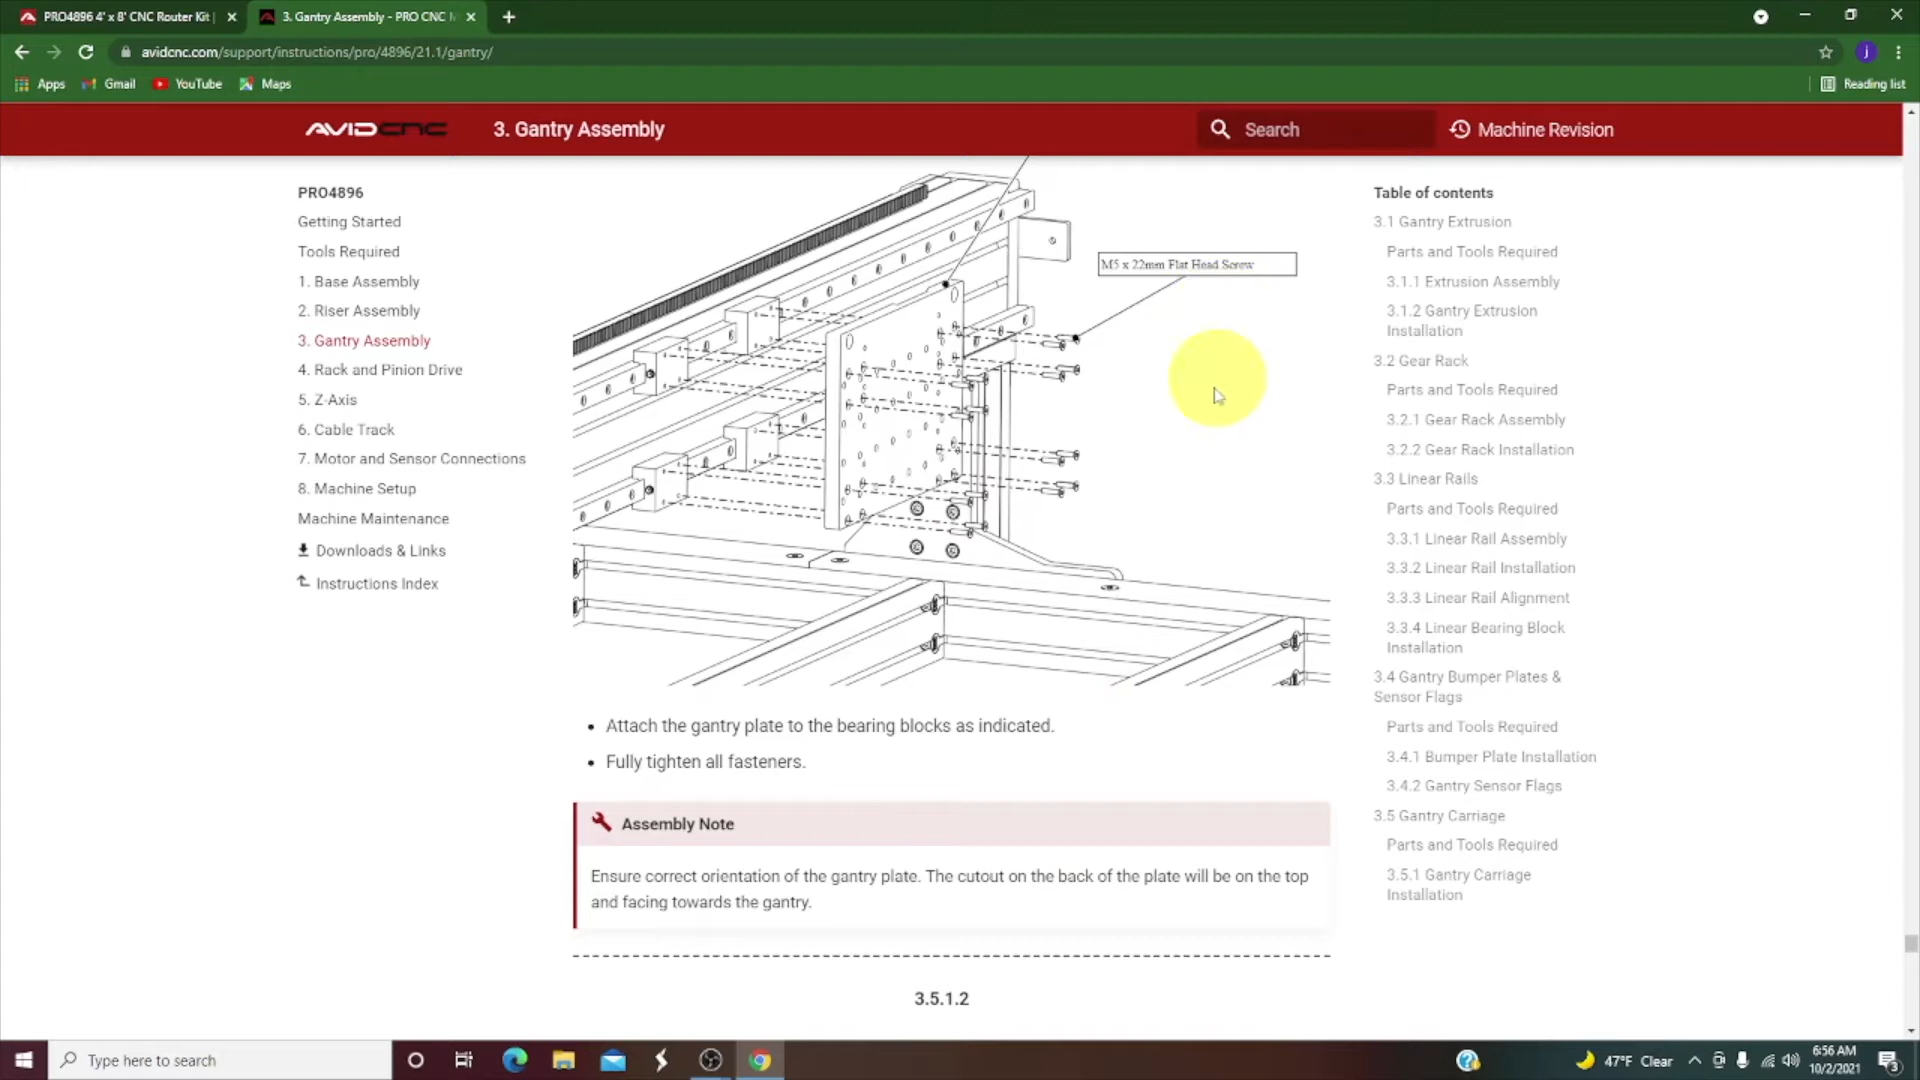 PRO4896 4' x 8' CNC Router Kit |
3. Gantry Assembly - PRO CNC
avidcnc.com/support/instructions/pro/4896/21.1/gantry/
j
Apps
Gmail
YouTube
Maps
Reading list
AVIDCNC
3. Gantry Assembly
Search
Machine Revision
PRO4896
Getting Started
Tools Required
1. Base Assembly
2. Riser Assembly
3. Gantry Assembly
4. Rack and Pinion Drive
5. Z-Axis
6. Cable Track
7. Motor and Sensor Connections
8. Machine Setup
Machine Maintenance
Downloads & Links
Instructions Index
M5 x 22mm Flat Head Screw
Attach the gantry plate to the bearing blocks as indicated.
Fully tighten all fasteners.
Assembly Note
Ensure correct orientation of the gantry plate. The cutout on the back of the plate will be on the top
and facing towards the gantry.
3.5.1.2
Table of contents
3.1 Gantry Extrusion
Parts and Tools Required
3.1.1 Extrusion Assembly
3.1.2 Gantry Extrusion
Installation
3.2 Gear Rack
Parts and Tools Required
3.2.1 Gear Rack Assembly
3.2.2 Gear Rack Installation
3.3 Linear Rails
Parts and Tools Required
3.3.1 Linear Rail Assembly
3.3.2 Linear Rail Installation
3.3.3 Linear Rail Alignment
3.3.4 Linear Bearing Block
Installation
3.4 Gantry Bumper Plates &
Sensor Flags
Parts and Tools Required
3.4.1 Bumper Plate Installation
3.4.2 Gantry Sensor Flags
3.5 Gantry Carriage
Parts and Tools Required
3.5.1 Gantry Carriage
Installation
Type here to search
47°F Clear
6:56 AM
10/2/2021
3